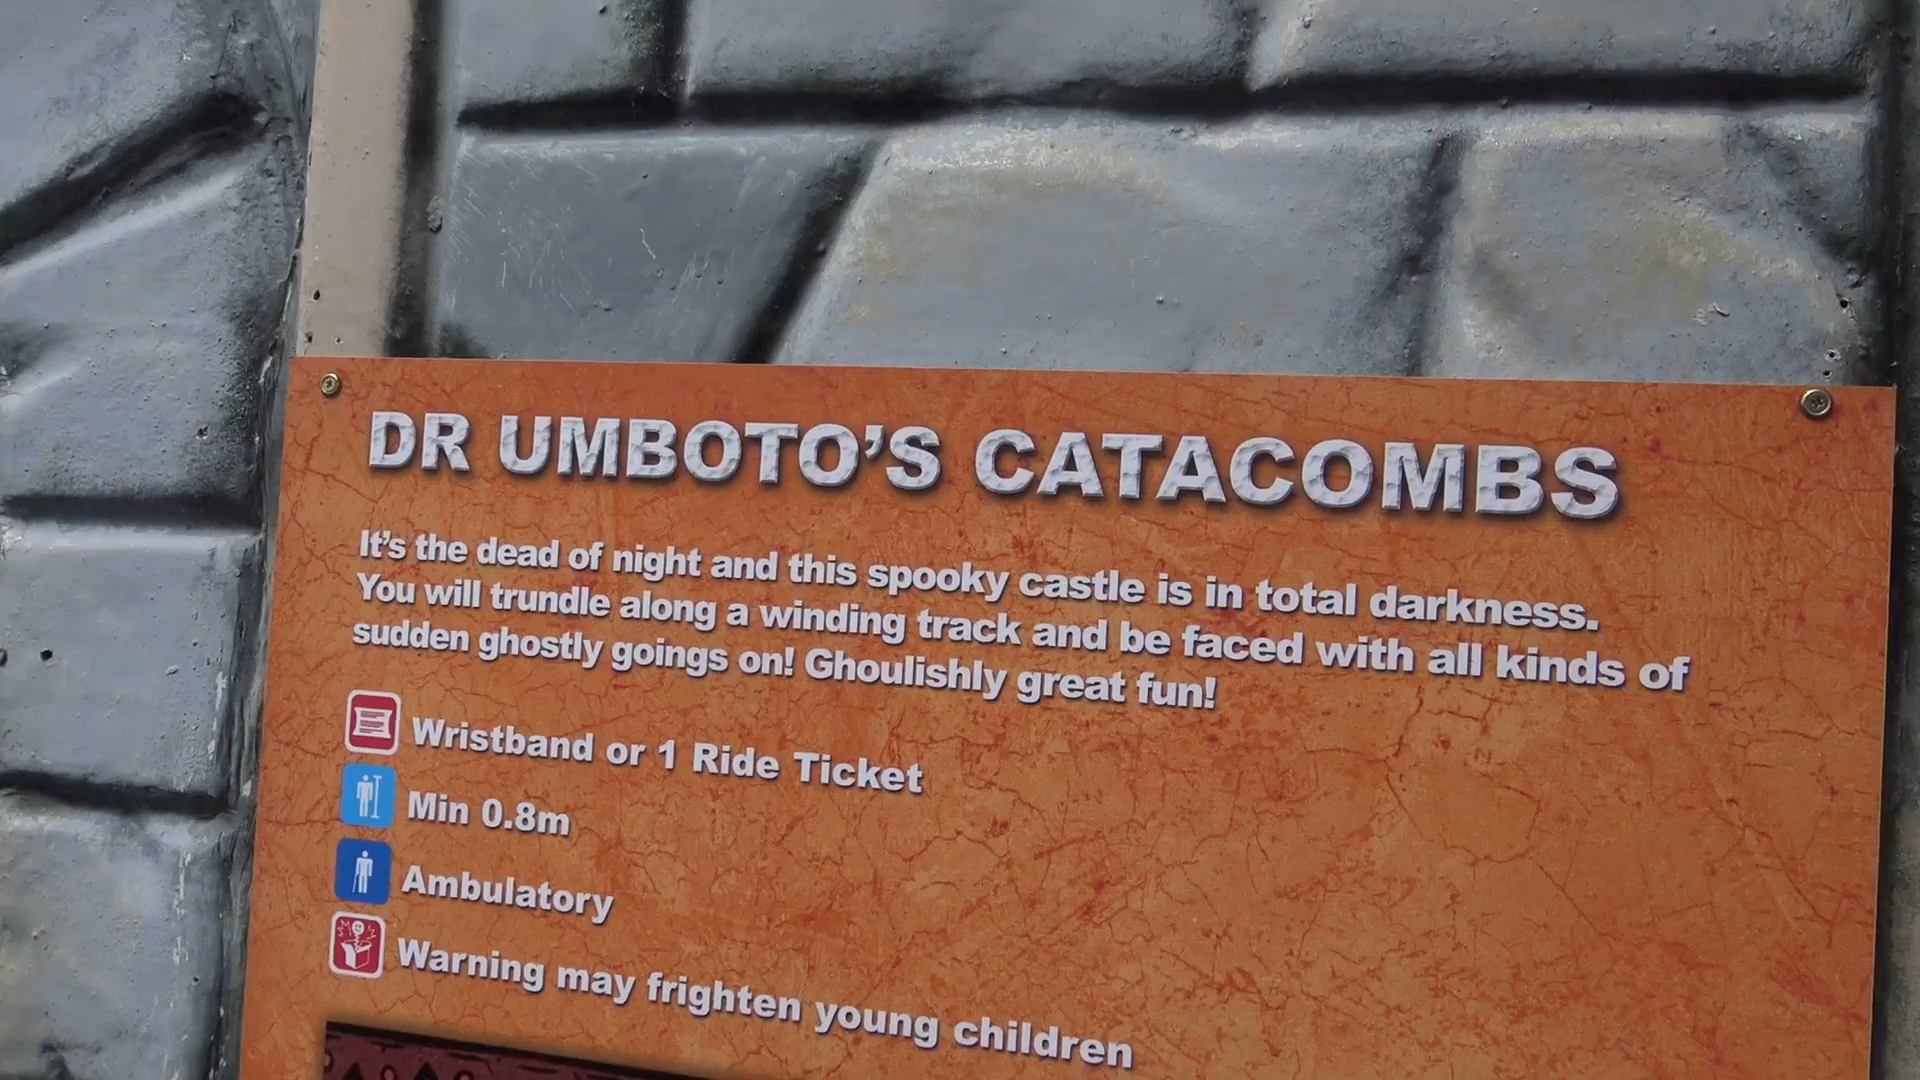 DR UMBOTO'S CATACOMBS
It's the dead of night and this spooky castle is in total darkness.
You will trundle along a winding track and be faced with all kinds of
sudden ghostly goings on! Ghoulishly great fun!
Wristband or 1 Ride Ticket
Min 0.8m
Ambulatory
Warning may frighten young children